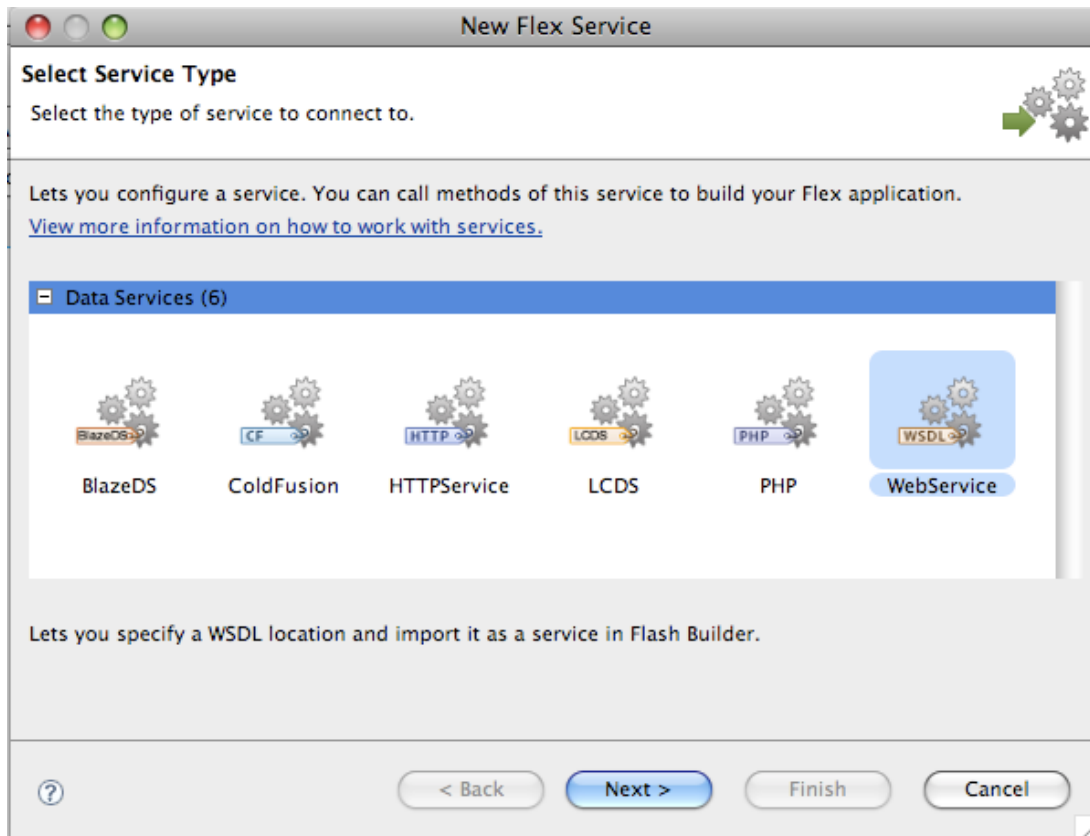 New Flex Service
Select Service Type
Select the type of service to connect to.
Lets you configure a service. You can call methods of this service to build your Flex application.
View more information on how to work with services.
Data Services (6)
BlazeDS CF HTTP LCDS PHP WSDL
BlazeDS ColdFusion HTTPService LCDS PHP WebService
Lets you specify a WSDL location and import it as a service in Flash Builder.
? < Back Next > Finish Cancel